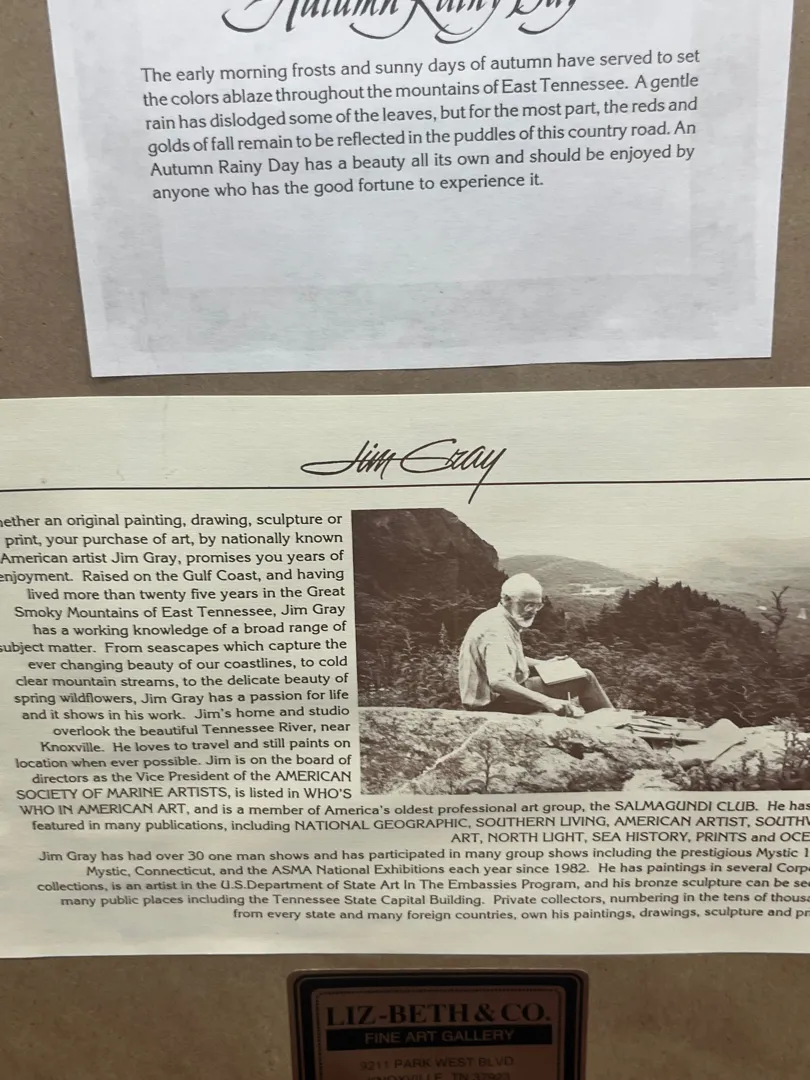 Autumn Rainy Day
The early morning frosts and sunny days of autumn have served to set
the colors ablaze throughout the mountains of East Tennessee. A gentle
rain has dislodged some of the leaves, but for the most part, the reds and
golds of fall remain to be reflected in the puddles of this country road. An
Autumn Rainy Day has a beauty all its own and should be enjoyed by
anyone who has the good fortune to experience it.
Jim Gray
an original painting, drawing, sculpture or
print, your purchase of art, by nationally known
American artist Jim Gray, promises you years of
enjoyment. Raised on the Gulf Coast, and having
lived more than twenty five years in the Great
Smoky Mountains of East Tennessee, Jim Gray
has a working knowledge of a broad range of
subject matter. From seascapes which capture the
ever changing beauty of our coastlines, to cold
clear mountain streams, to the delicate beauty of
spring wildflowers, Jim Gray has a passion for life
and it shows in his work. Jim's home and studio
overlook the beautiful Tennessee River, near
Knoxville. He loves to travel and still paints on
location when ever possible. Jim is on the board of
directors as the Vice President of the AMERICAN
SOCIETY OF MARINE ARTISTS, is listed in WHO'S
WHO IN AMERICAN ART, and is a member of America's oldest professional art group, the SALMAGUNDI CLUB. He has
featured in many publications, including NATIONAL GEOGRAPHIC, SOUTHERN LIVING, AMERICAN ARTIST,
ART, NORTH LIGHT, SEA HISTORY, PRINTS and
Jim Gray has had over 30 one man shows and has participated in many group shows including the prestigious Mystic
Mystic, Connecticut, and the ASMA National Exhibitions each year since 1982. He has paintings in several
collections, is an artist in the U.S.Department of State Art In The Embassies Program, and his bronze sculpture can be
many public places including the Tennessee State Capital Building. Private collectors, numbering in the tens of
from every state and many foreign countries, own his paintings, drawings, sculpture and
LIZ-BETH & CO.
FINE ART GALLERY
9211 PARK WEST BLVD
KNOXVILLE, TN 37923